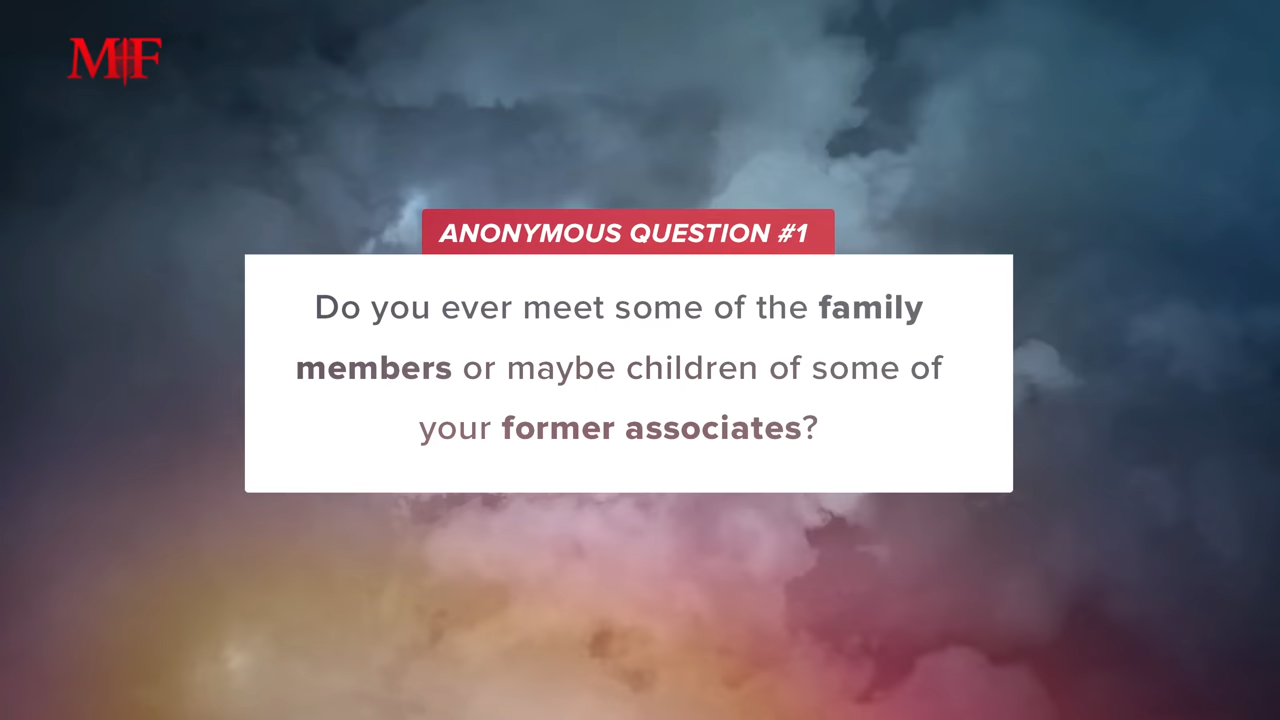 MF
ANONYMOUS QUESTION #1
Do you ever meet some of the family
members or maybe children of some of
your former associates?